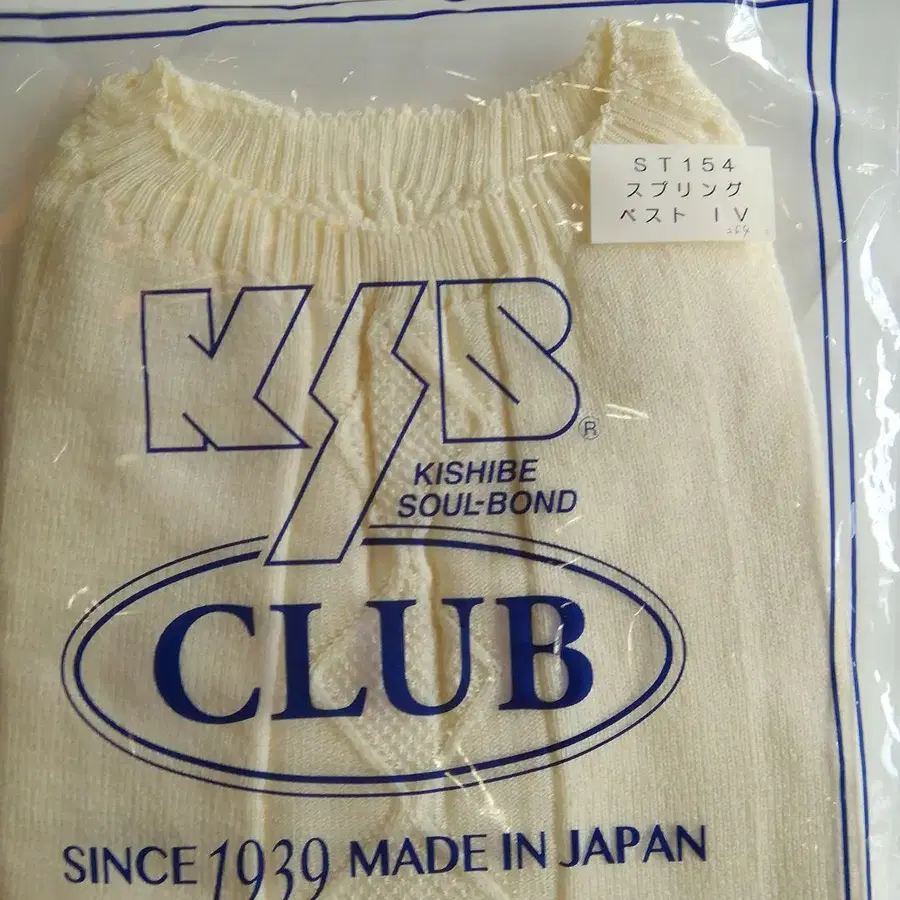 ST154
スプリング
ベスト IV
KSB®
KISHIBE
SOUL-BOND
CLUB
SINCE 1939 MADE IN JAPAN